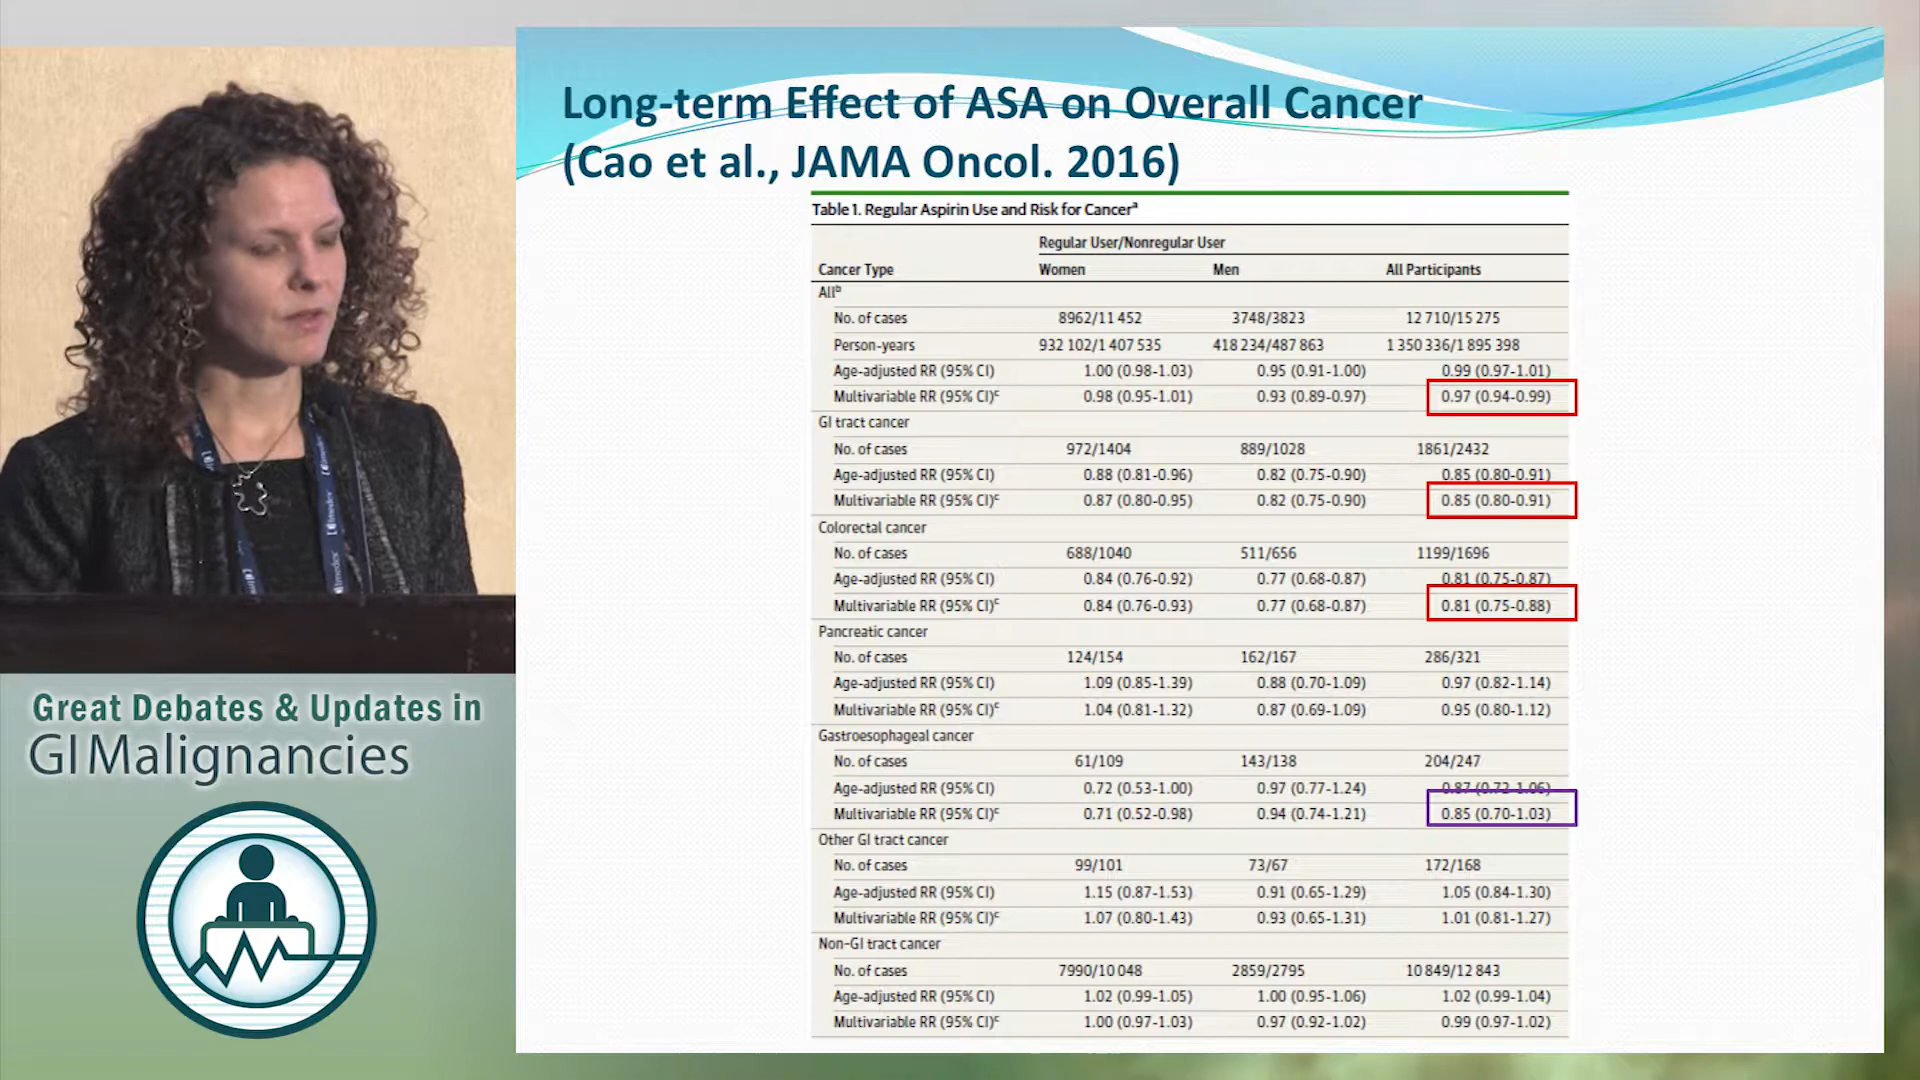 Long-term Effect of ASA on Overall Cancer
(Cao et al., JAMA Oncol. 2016)
Table 1. Regular Aspirin Use and Risk for Cancerª
Regular User/Nonregular User
Cancer Type Women Men All Participants
Allᵇ
No. of cases 8962/11 452 3748/3823 12 710/15 275
Person-years 932 102/1 407 535 418 234/487 863 1 350 336/1 895 398
Age-adjusted RR (95% CI) 1.00 (0.98-1.03) 0.95 (0.91-1.00) 0.99 (0.97-1.01)
Multivariable RR (95% CI)ᶜ 0.98 (0.95-1.01) 0.93 (0.89-0.97) 0.97 (0.94-0.99)
GI tract cancer
No. of cases 972/1404 889/1028 1861/2432
Age-adjusted RR (95% CI) 0.88 (0.81-0.96) 0.82 (0.75-0.90) 0.85 (0.80-0.91)
Multivariable RR (95% CI)ᶜ 0.87 (0.80-0.95) 0.82 (0.75-0.90) 0.85 (0.80-0.91)
Colorectal cancer
No. of cases 688/1040 511/656 1199/1696
Age-adjusted RR (95% CI) 0.84 (0.76-0.92) 0.77 (0.68-0.87) 0.81 (0.75-0.87)
Multivariable RR (95% CI)ᶜ 0.84 (0.76-0.93) 0.77 (0.68-0.87) 0.81 (0.75-0.88)
Pancreatic cancer
No. of cases 124/154 162/167 286/321
Age-adjusted RR (95% CI) 1.09 (0.85-1.39) 0.88 (0.70-1.09) 0.97 (0.82-1.14)
Multivariable RR (95% CI)ᶜ 1.04 (0.81-1.32) 0.87 (0.69-1.09) 0.95 (0.80-1.12)
Gastroesophageal cancer
No. of cases 61/109 143/138 204/247
Age-adjusted RR (95% CI) 0.72 (0.53-1.00) 0.97 (0.77-1.24) 0.87 (0.72-1.06)
Multivariable RR (95% CI)ᶜ 0.71 (0.52-0.98) 0.94 (0.74-1.21) 0.85 (0.70-1.03)
Other GI tract cancer
No. of cases 99/101 73/67 172/168
Age-adjusted RR (95% CI) 1.15 (0.87-1.53) 0.91 (0.65-1.29) 1.05 (0.84-1.30)
Multivariable RR (95% CI)ᶜ 1.07 (0.80-1.43) 0.93 (0.65-1.31) 1.01 (0.81-1.27)
Non-GI tract cancer
No. of cases 7990/10 048 2859/2795 10 849/12 843
Age-adjusted RR (95% CI) 1.02 (0.99-1.05) 1.00 (0.95-1.06) 1.02 (0.99-1.04)
Multivariable RR (95% CI)ᶜ 1.00 (0.97-1.03) 0.97 (0.92-1.02) 0.99 (0.97-1.02)
Great Debates & Updates in
GI Malignancies
imedex
imedex